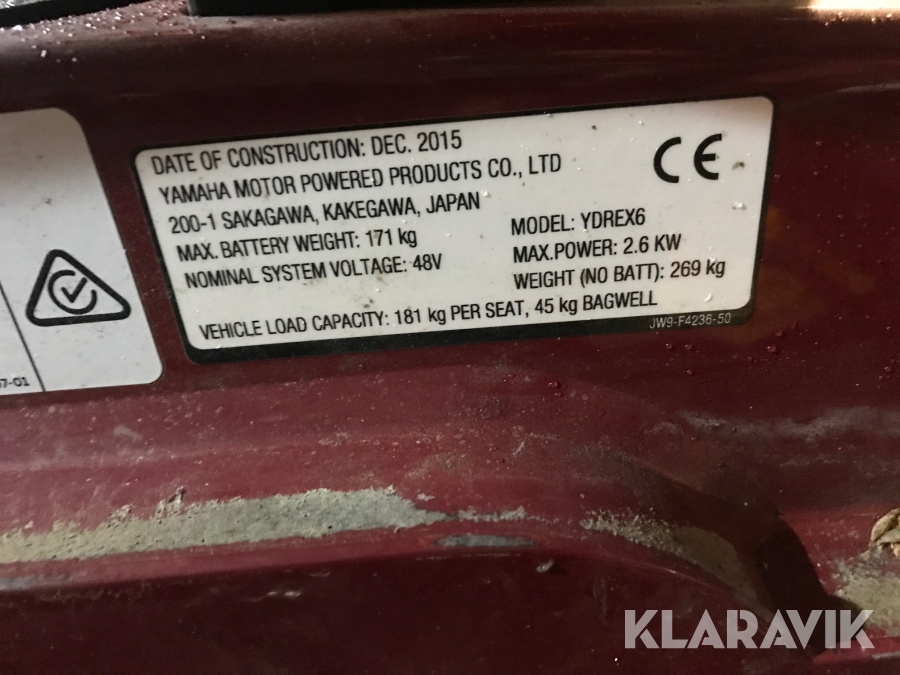 DATE OF CONSTRUCTION: DEC. 2015
YAMAHA MOTOR POWERED PRODUCTS CO., LTD
200-1 SAKAGAWA, KAKEGAWA, JAPAN
CE
MAX. BATTERY WEIGHT: 171 kg
MODEL: YDREX6
NOMINAL SYSTEM VOLTAGE: 48V
MAX.POWER: 2.6 KW
WEIGHT (NO BATT): 269 kg
VEHICLE LOAD CAPACITY: 181 kg PER SEAT, 45 kg BAGWELL
JW9-F4236-50
7-01
KLARAVIK